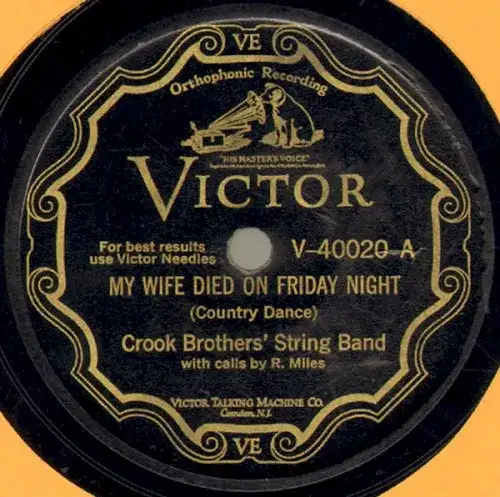 VE
Orthophonic Recording
"HIS MASTER'S VOICE"
VICTOR
For best results
use Victor Needles
V-40020-A
MY WIFE DIED ON FRIDAY NIGHT
(Country Dance)
Crook Brothers' String Band
with calls by R. Miles
VICTOR TALKING MACHINE CO.
Camden, N.J.
VE